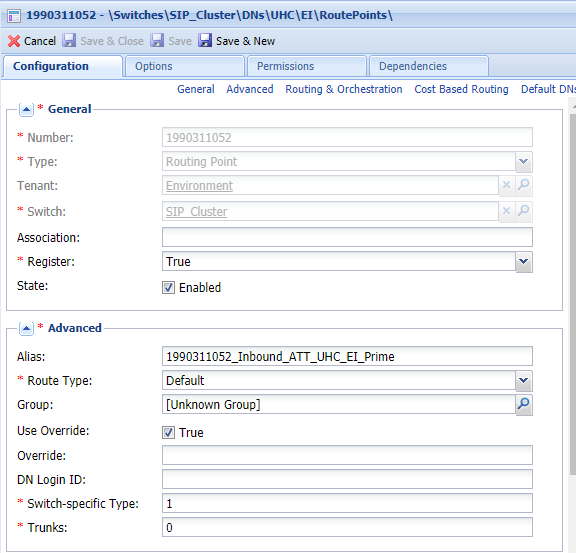 1990311052 - \Switches\SIP_Cluster\DNs\UHC\EI\RoutePoints\
Cancel Save & Close Save Save & New
Configuration Options Permissions Dependencies
General Advanced Routing & Orchestration Cost Based Routing Default DNs
* General
* Number: 1990311052
* Type: Routing Point
Tenant: Environment
* Switch: SIP_Cluster
Association:
* Register: True
State: Enabled
* Advanced
Alias: 1990311052_Inbound_ATT_UHC_EI_Prime
* Route Type: Default
Group: [Unknown Group]
Use Override: True
Override:
DN Login ID:
* Switch-specific Type: 1
* Trunks: 0